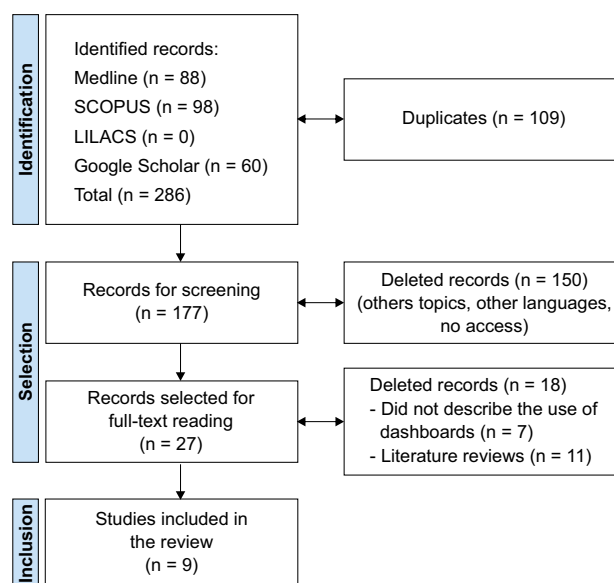 Identification
Identified records:
Medline (n = 88)
SCOPUS (n = 98)
LILACS (n = 0)
Google Scholar (n = 60)
Total (n = 286)
Duplicates (n = 109)
Selection
Records for screening
(n = 177)
Deleted records (n = 150)
(others topics, other languages,
no access)
Records selected for
full-text reading
(n = 27)
Deleted records (n = 18)
- Did not describe the use of
dashboards (n = 7)
- Literature reviews (n = 11)
Inclusion
Studies included in
the review
(n = 9)